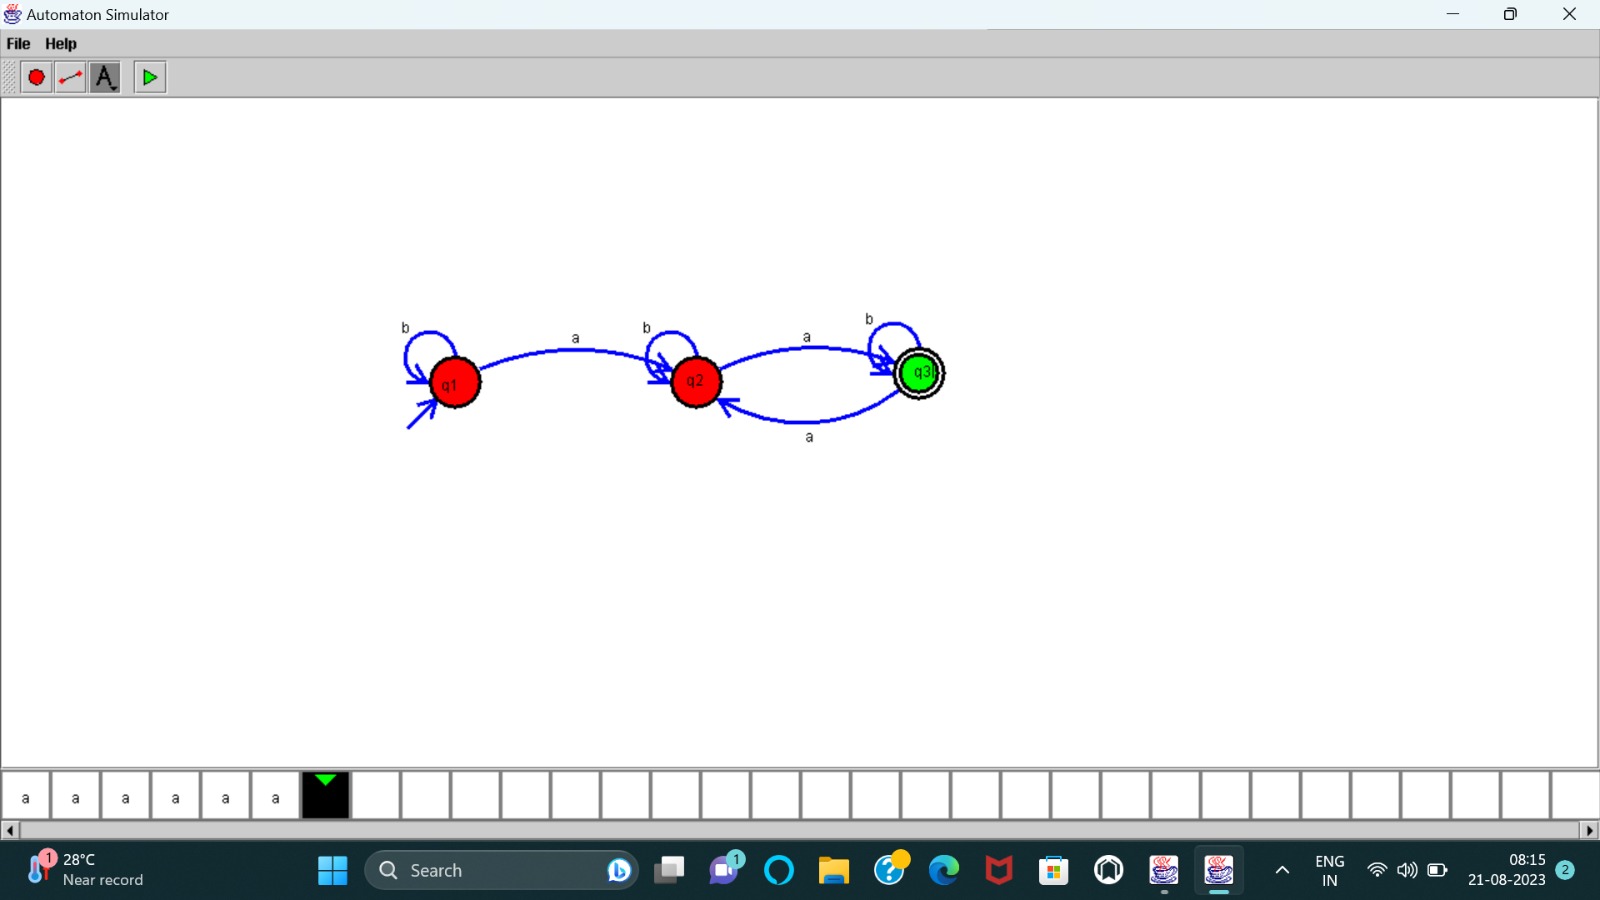 Automaton Simulator
File Help
A
b
a
b
a
b
q1
q2
q3
a
a a a a a a
1
28°C
Near record
Search
1
ENG
IN
08:15
21-08-2023
2